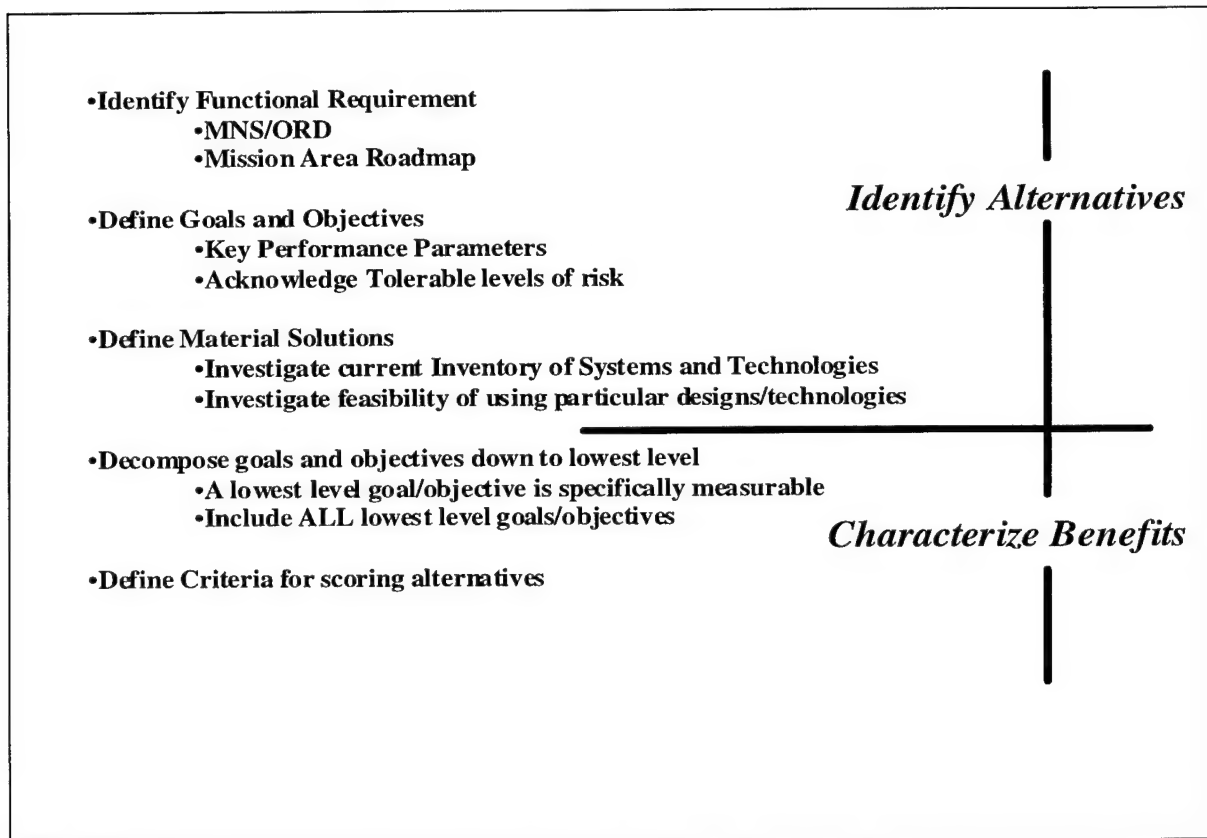 •Identify Functional Requirement
•MNS/ORD
•Mission Area Roadmap
Identify Alternatives
•Define Goals and Objectives
•Key Performance Parameters
•Acknowledge Tolerable levels of risk
•Define Material Solutions
•Investigate current Inventory of Systems and Technologies
•Investigate feasibility of using particular designs/technologies
•Decompose goals and objectives down to lowest level
•A lowest level goal/objective is specifically measurable
•Include ALL lowest level goals/objectives
Characterize Benefits
•Define Criteria for scoring alternatives